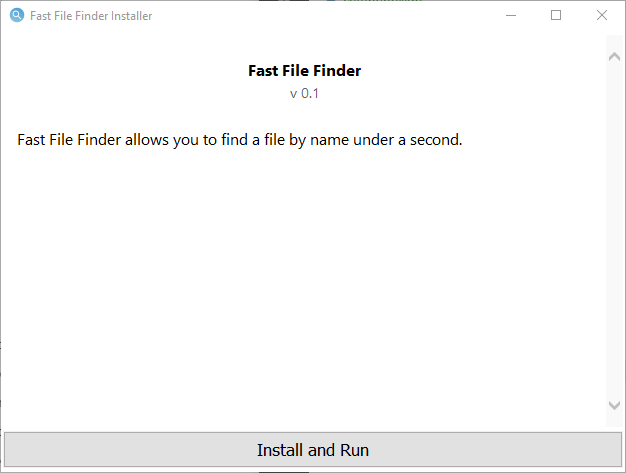 Fast File Finder Installer
Fast File Finder
v 0.1
Fast File Finder allows you to find a file by name under a second.
Install and Run